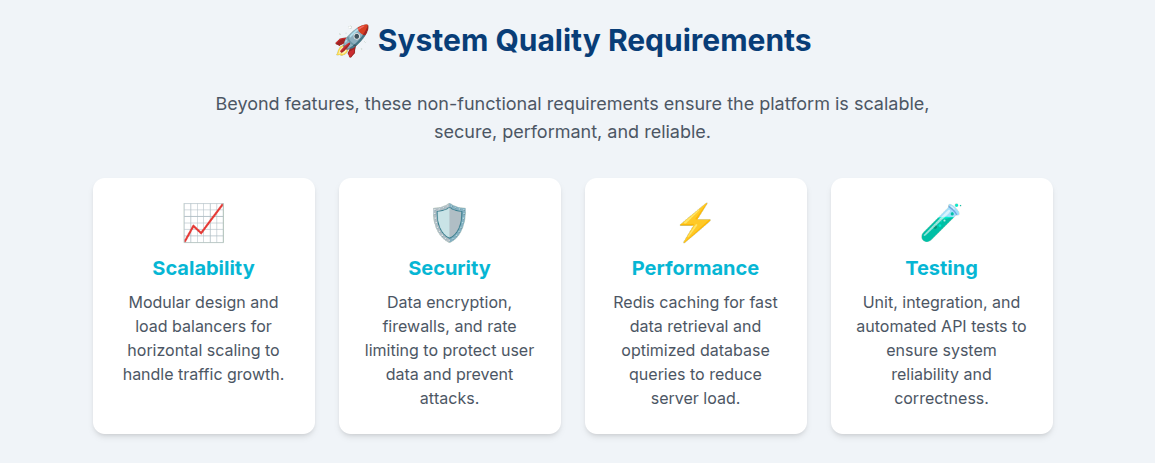 🚀 System Quality Requirements
Beyond features, these non-functional requirements ensure the platform is scalable,
secure, performant, and reliable.
Scalability
Modular design and
load balancers for
horizontal scaling to
handle traffic growth.
Security
Data encryption,
firewalls, and rate
limiting to protect user
data and prevent
attacks.
Performance
Redis caching for fast
data retrieval and
optimized database
queries to reduce
server load.
Testing
Unit, integration, and
automated API tests to
ensure system
reliability and
correctness.